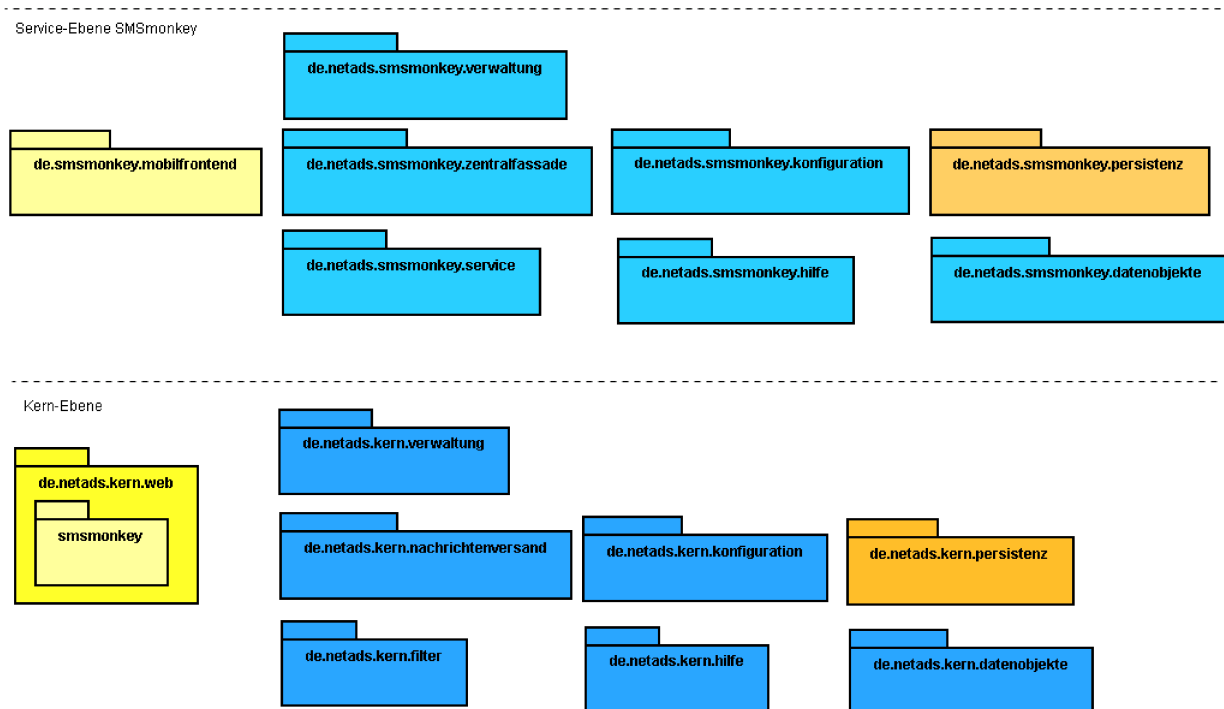 Service-Ebene SMSmonkey
de.netads.smsmonkey.verwaltung
de.smsmonkey.mobilfrontend
de.netads.smsmonkey.zentralfassade
de.netads.smsmonkey.konfiguration
de.netads.smsmonkey.persistenz
de.netads.smsmonkey.service
de.netads.smsmonkey.hilfe
de.netads.smsmonkey.datenobjekte
Kern-Ebene
de.netads.kern.verwaltung
de.netads.kern.web
smsmonkey
de.netads.kern.nachrichtenversand
de.netads.kern.konfiguration
de.netads.kern.persistenz
de.netads.kern.filter
de.netads.kern.hilfe
de.netads.kern.datenobjekte